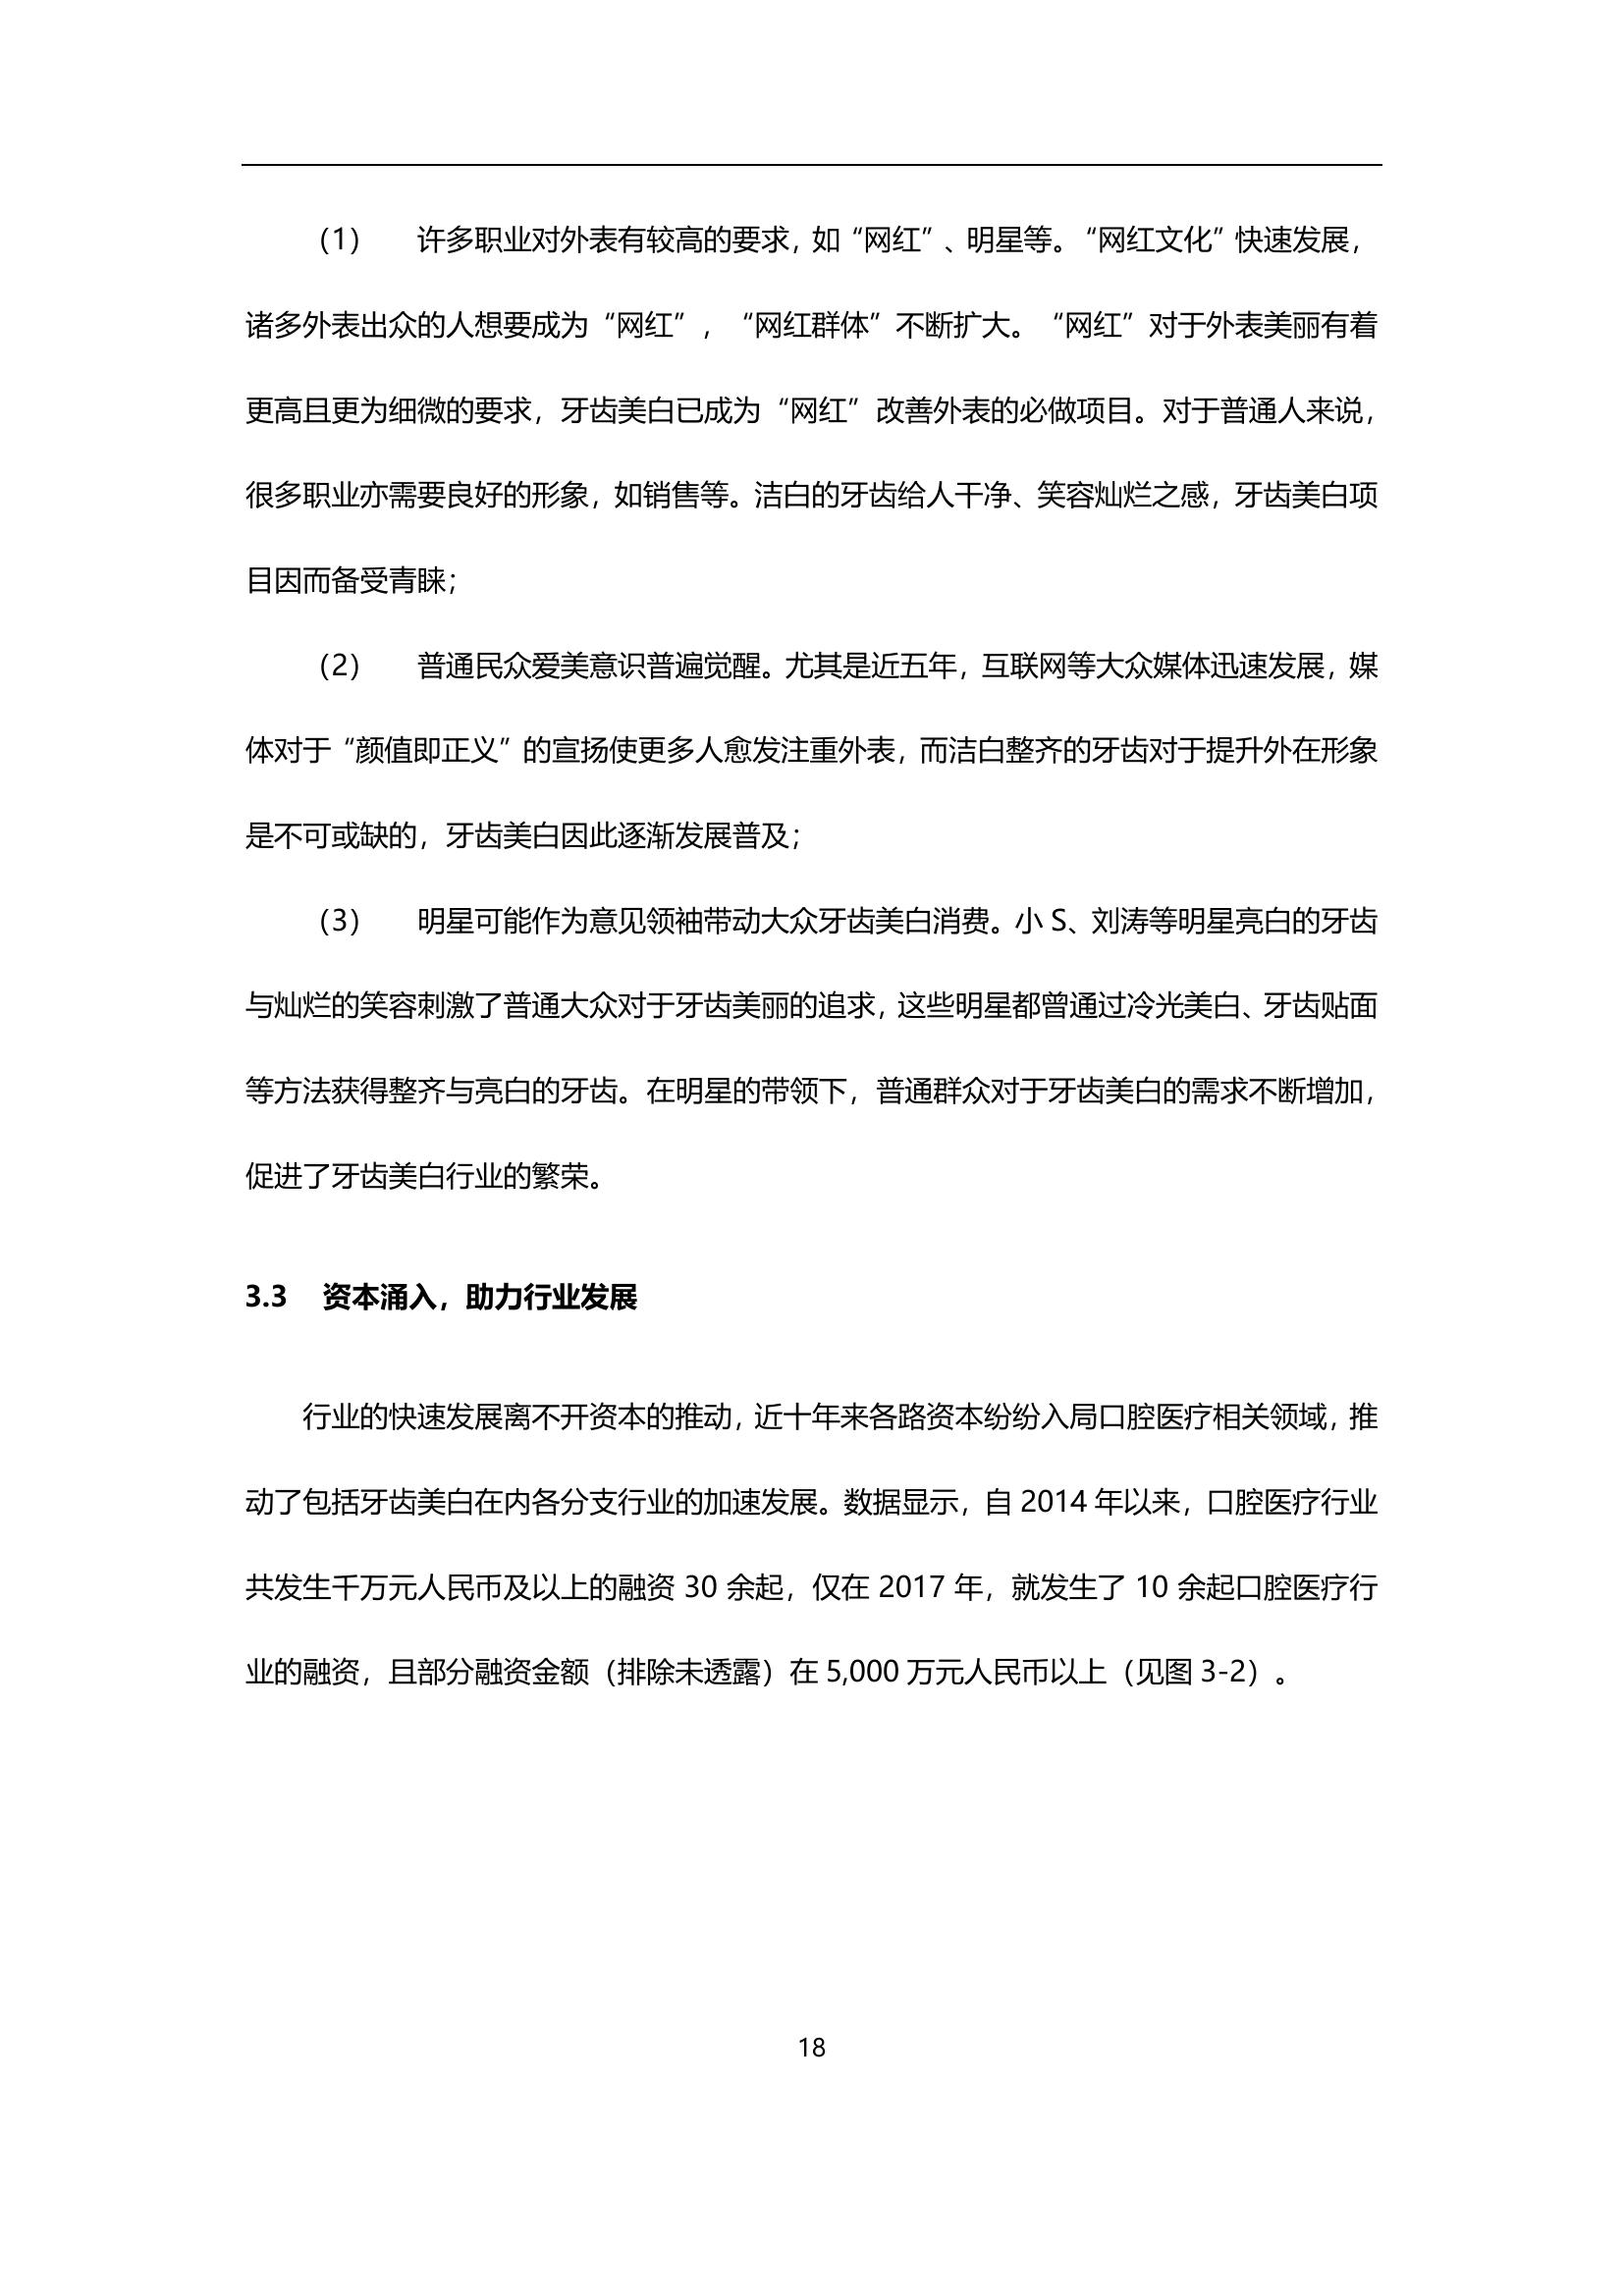 （1） 许多职业对外表有较高的要求，如“网红”、明星等。“网红文化”快速发展，
诸多外表出众的人想要成为“网红”，“网红群体”不断扩大。“网红”对于外表美丽有着
更高且更为细微的要求，牙齿美白已成为“网红”改善外表的必做项目。对于普通人来说，
很多职业亦需要良好的形象，如销售等。洁白的牙齿给人干净、笑容灿烂之感，牙齿美白项
目因而备受青睐；
（2） 普通民众爱美意识普遍觉醒。尤其是近五年，互联网等大众媒体迅速发展，媒
体对于“颜值即正义”的宣扬使更多人愈发注重外表，而洁白整齐的牙齿对于提升外在形象
是不可或缺的，牙齿美白因此逐渐发展普及；
（3） 明星可能作为意见领袖带动大众牙齿美白消费。小 S、刘涛等明星亮白的牙齿
与灿烂的笑容刺激了普通大众对于牙齿美丽的追求，这些明星都曾通过冷光美白、牙齿贴面
等方法获得整齐与亮白的牙齿。在明星的带领下，普通群众对于牙齿美白的需求不断增加，
促进了牙齿美白行业的繁荣。
3.3 资本涌入，助力行业发展
行业的快速发展离不开资本的推动，近十年来各路资本纷纷入局口腔医疗相关领域，推
动了包括牙齿美白在内各分支行业的加速发展。数据显示，自 2014 年以来，口腔医疗行业
共发生千万元人民币及以上的融资 30 余起，仅在 2017 年，就发生了 10 余起口腔医疗行
业的融资，且部分融资金额（排除未透露）在 5,000 万元人民币以上（见图 3-2）。
18